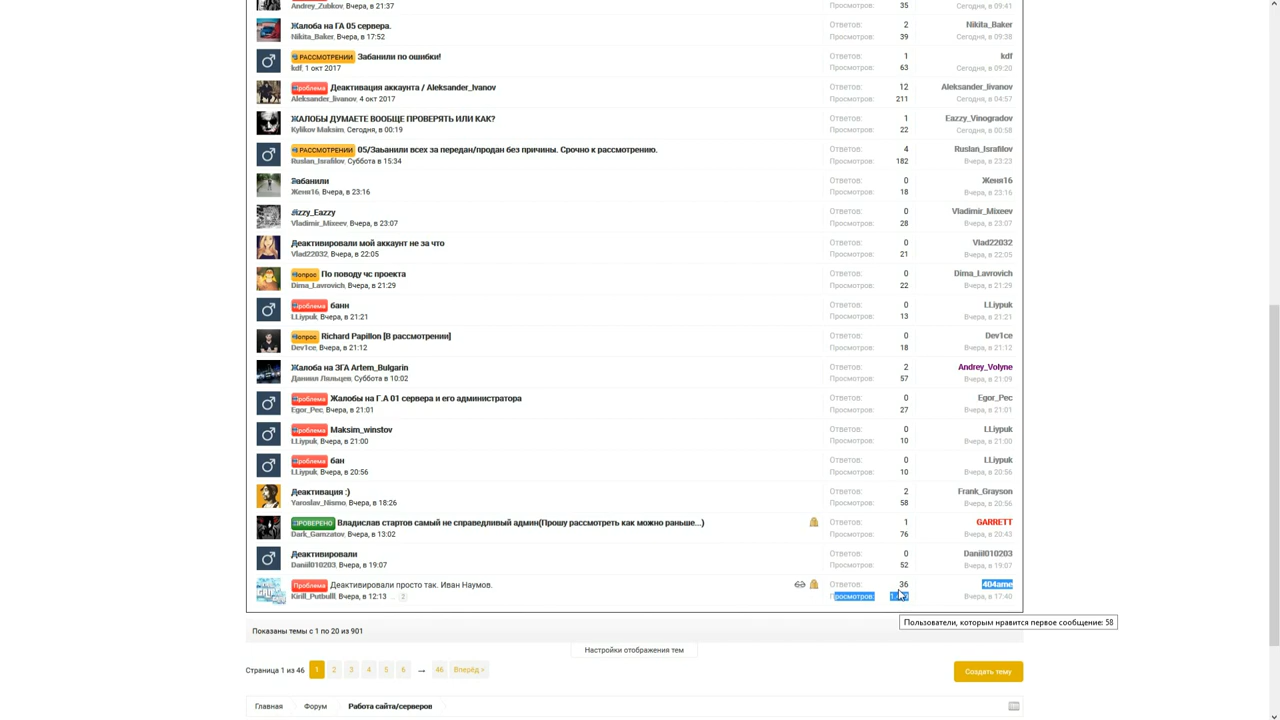 Andrey_Zubkov, Вчера, в 21:37
Просмотров: 35
Сегодня, в 09:41
Жалоба на ГА 05 сервера.
Nikita_Baker, Вчера, в 17:52
Ответов: 2
Просмотров: 39
Nikita_Baker
Сегодня, в 09:38
РАССМОТРЕНИИ Забанили по ошибки!
kdf, 1 окт 2017
Ответов: 1
Просмотров: 63
kdf
Сегодня, в 09:20
Проблема Деактивация аккаунта / Aleksander_Ivanov
Aleksander_Iivanov, 4 окт 2017
Ответов: 12
Просмотров: 211
Aleksander_Iivanov
Сегодня, в 04:57
ЖАЛОБЫ ДУМАЕТЕ ВООБЩЕ ПРОВЕРЯТЬ ИЛИ КАК?
Kylikov Maksim, Сегодня, в 00:19
Ответов: 1
Просмотров: 22
Eazzy_Vinogradov
Сегодня, в 00:58
РАССМОТРЕНИИ 05/Заьанили всех за передан/продан без причины. Срочно к рассмотрению.
Ruslan_Israfilov, Суббота в 15:34
Ответов: 4
Просмотров: 182
Ruslan_Israfilov
Вчера, в 23:23
Забанили
Женя16, Вчера, в 23:16
Ответов: 0
Просмотров: 18
Женя16
Вчера, в 23:16
Jizzy_Eazzy
Vladimir_Mixeev, Вчера, в 23:07
Ответов: 0
Просмотров: 28
Vladimir_Mixeev
Вчера, в 23:07
Деактивировали мой аккаунт не за что
Vlad22032, Вчера, в 22:05
Ответов: 0
Просмотров: 21
Vlad22032
Вчера, в 22:05
Вопрос По поводу чс проекта
Dima_Lavrovich, Вчера, в 21:29
Ответов: 0
Просмотров: 22
Dima_Lavrovich
Вчера, в 21:29
Проблема банн
I.Liypuk, Вчера, в 21:21
Ответов: 0
Просмотров: 13
I.Liypuk
Вчера, в 21:21
Вопрос Richard Papillon [В рассмотрении]
Dev1ce, Вчера, в 21:12
Ответов: 0
Просмотров: 18
Dev1ce
Вчера, в 21:12
Жалоба на ЗГА Artem_Bulgarin
Даниил Ляльцев, Суббота в 10:02
Ответов: 2
Просмотров: 57
Andrey_Volyne
Вчера, в 21:09
Проблема Жалобы на Г.А 01 сервера и его администратора
Egor_Pec, Вчера, в 21:01
Ответов: 0
Просмотров: 27
Egor_Pec
Вчера, в 21:01
Проблема Maksim_winstov
I.Liypuk, Вчера, в 21:00
Ответов: 0
Просмотров: 10
I.Liypuk
Вчера, в 21:00
Проблема бан
I.Liypuk, Вчера, в 20:56
Ответов: 0
Просмотров: 10
I.Liypuk
Вчера, в 20:56
Деактивация :)
Yaroslav_Nismo, Вчера, в 18:26
Ответов: 2
Просмотров: 58
Frank_Grayson
Вчера, в 20:56
ПРОВЕРЕНО Владислав стартов самый не справедливый админ(Прошу рассмотреть как можно раньше...)
Dark_Gamzatov, Вчера, в 13:02
Ответов: 1
Просмотров: 76
GARRETT
Вчера, в 20:43
Деактивировали
Daniil010203, Вчера, в 19:07
Ответов: 0
Просмотров: 52
Daniil010203
Вчера, в 19:07
Проблема Деактивировали просто так. Иван Наумов.
Kirill_Putbulll, Вчера, в 12:13 ... 2
Ответов: 36
Просмотров:
404ame
Вчера, в 17:40
Пользователи, которым нравится первое сообщение: 58
Показаны темы с 1 по 20 из 901
Настройки отображения тем
Страница 1 из 46 1 2 3 4 5 6 → 46 Вперёд >
Создать тему
Главная Форум Работа сайта/серверов